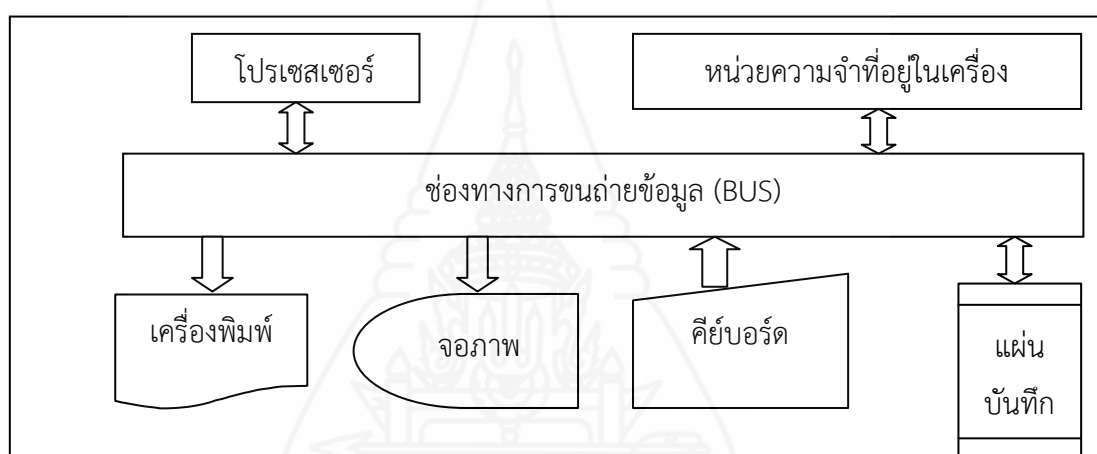 โปรเซสเซอร์
หน่วยความจำที่อยู่ในเครื่อง
ช่องทางการขนถ่ายข้อมูล (BUS)
เครื่องพิมพ์
จอภาพ
คีย์บอร์ด
แผ่น
บันทึก